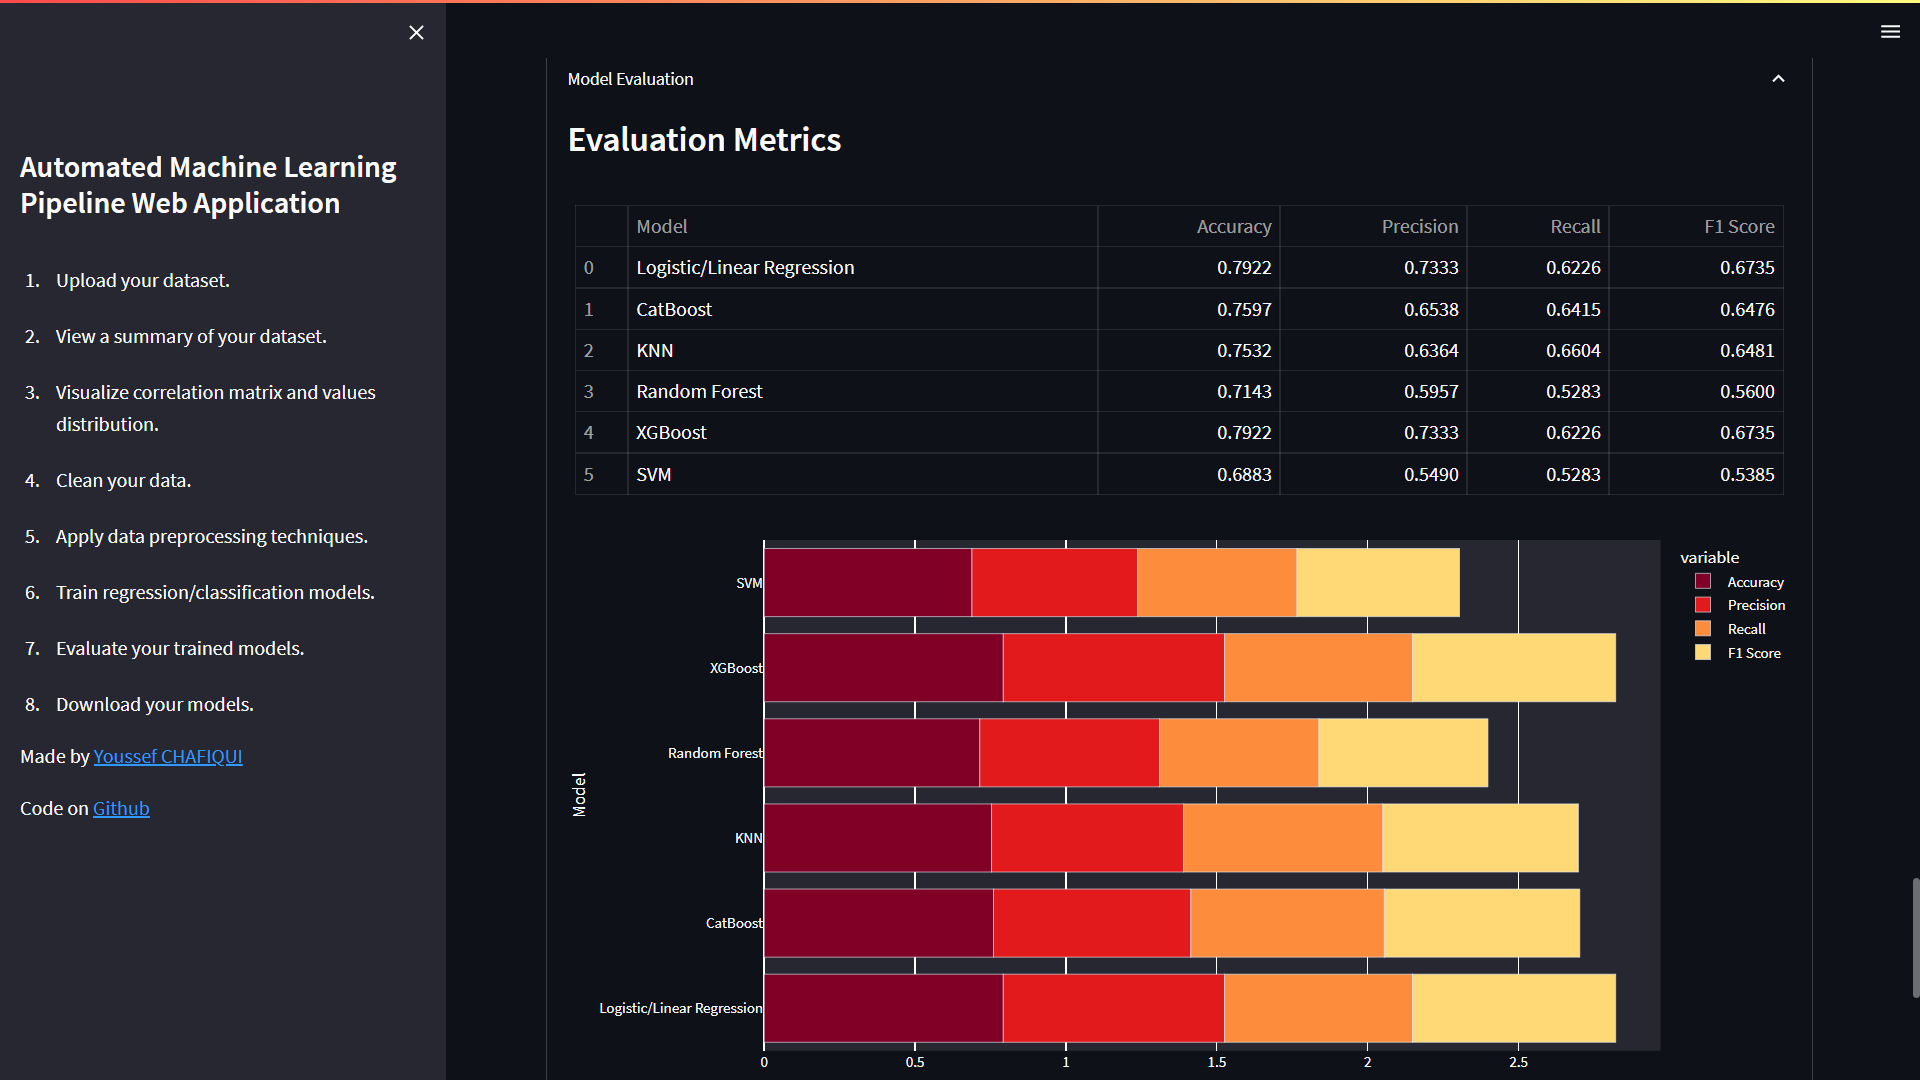 Automated Machine Learning
Pipeline Web Application
1. Upload your dataset.
2. View a summary of your dataset.
3. Visualize correlation matrix and values
distribution.
4. Clean your data.
5. Apply data preprocessing techniques.
6. Train regression/classification models.
7. Evaluate your trained models.
8. Download your models.
Made by Youssef CHAFIQUI
Code on Github
Model Evaluation
Evaluation Metrics
Model Accuracy Precision Recall F1 Score
0 Logistic/Linear Regression 0.7922 0.7333 0.6226 0.6735
1 CatBoost 0.7597 0.6538 0.6415 0.6476
2 KNN 0.7532 0.6364 0.6604 0.6481
3 Random Forest 0.7143 0.5957 0.5283 0.5600
4 XGBoost 0.7922 0.7333 0.6226 0.6735
5 SVM 0.6883 0.5490 0.5283 0.5385
Model
SVM
XGBoost
Random Forest
KNN
CatBoost
Logistic/Linear Regression
0 0.5 1 1.5 2 2.5
variable
Accuracy
Precision
Recall
F1 Score